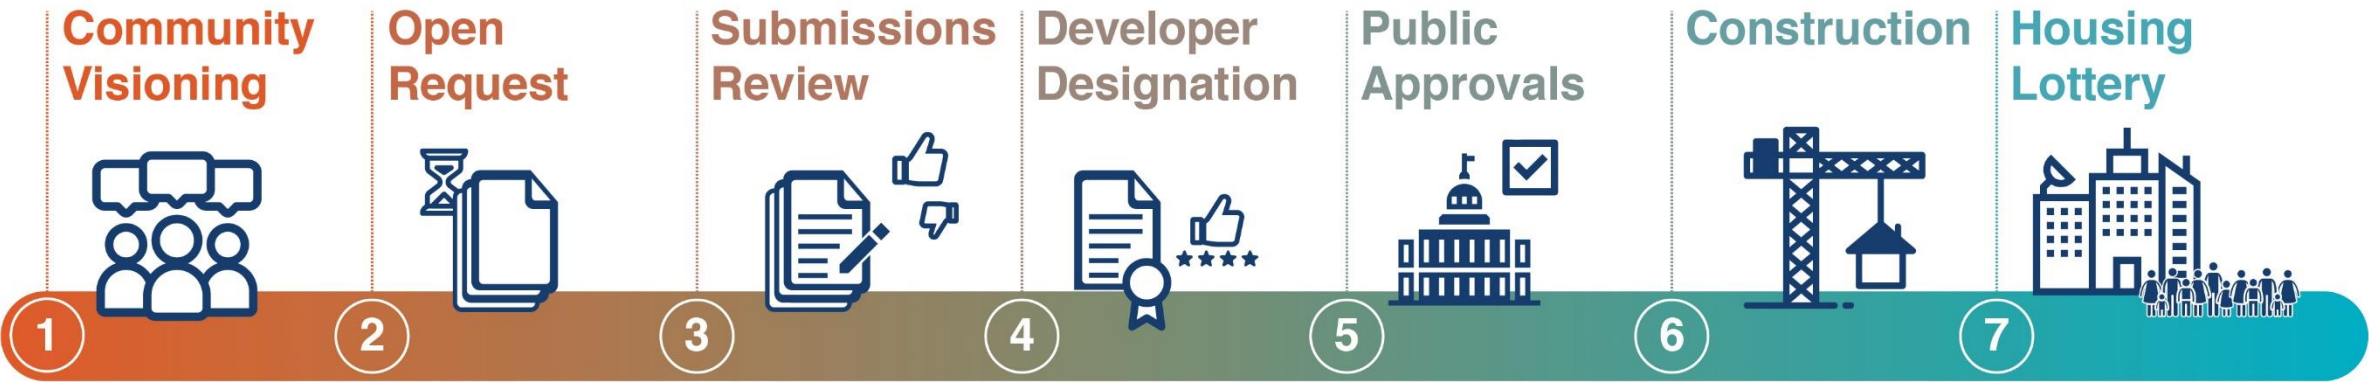 Community
Visioning
Open
Request
Submissions
Review
Developer
Designation
Public
Approvals
Construction
Housing
Lottery
1
2
3
4
5
6
7